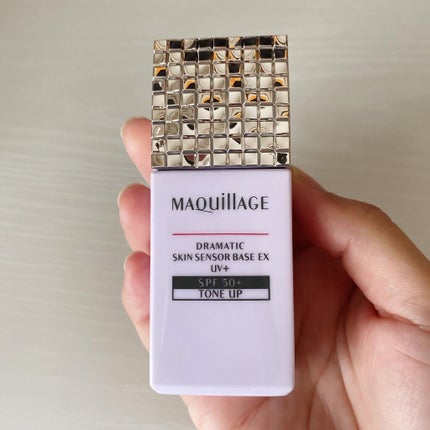 MAQuillAGE
DRAMATIC
SKIN SENSOR BASE EX
UV+
SPF 50+
TONE UP